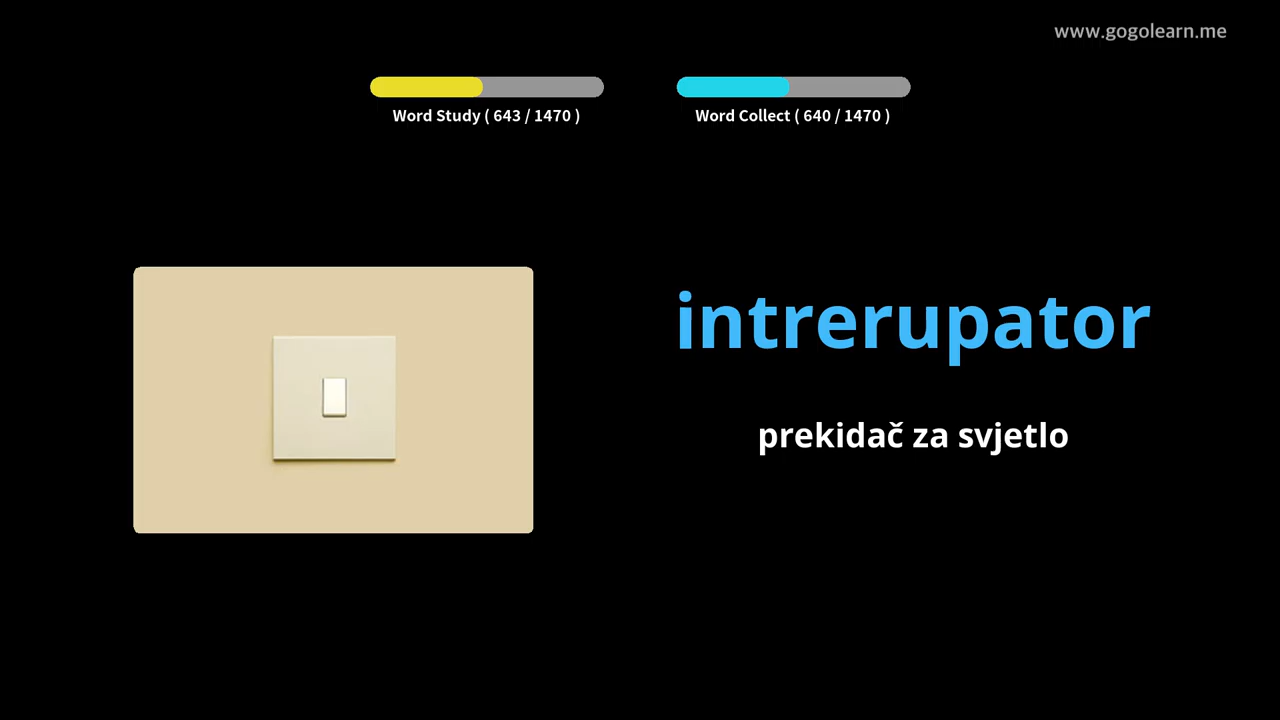 www.gogolearn.me
Word Study ( 643 / 1470 )
Word Collect ( 640 / 1470 )
intrerupator
prekidač za svjetlo